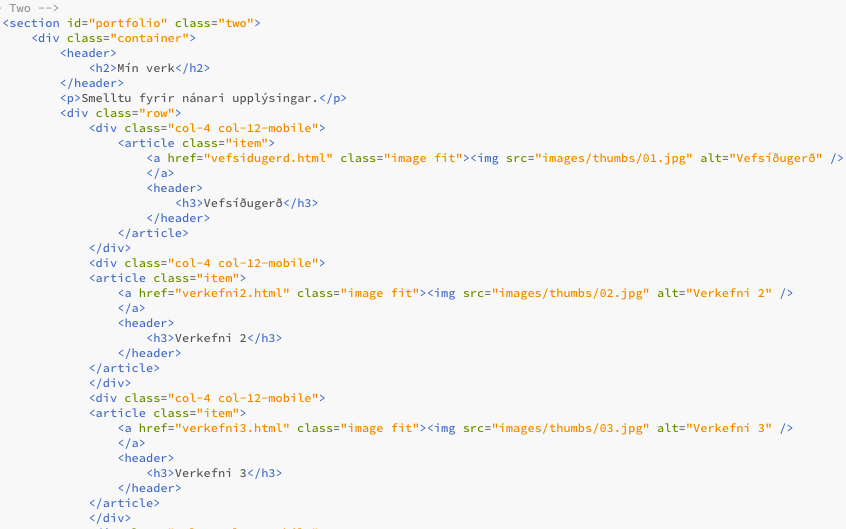 Two -->
<section id="portfolio" class="two">
<div class="container">
<header>
<h2>Mín verk</h2>
</header>
<p>Smelltu fyrir nánari upplýsingar.</p>
<div class="row">
<div class="col-4 col-12-mobile">
<article class="item">
<a href="vefsidugerd.html" class="image fit"><img src="images/thumbs/01.jpg" alt="Vefsíðugerð" />
</a>
<header>
<h3>Vefsíðugerð</h3>
</header>
</article>
</div>
<div class="col-4 col-12-mobile">
<article class="item">
<a href="verkefni2.html" class="image fit"><img src="images/thumbs/02.jpg" alt="Verkefni 2" />
</a>
<header>
<h3>Verkefni 2</h3>
</header>
</article>
</div>
<div class="col-4 col-12-mobile">
<article class="item">
<a href="verkefni3.html" class="image fit"><img src="images/thumbs/03.jpg" alt="Verkefni 3" />
</a>
<header>
<h3>Verkefni 3</h3>
</header>
</article>
</div>